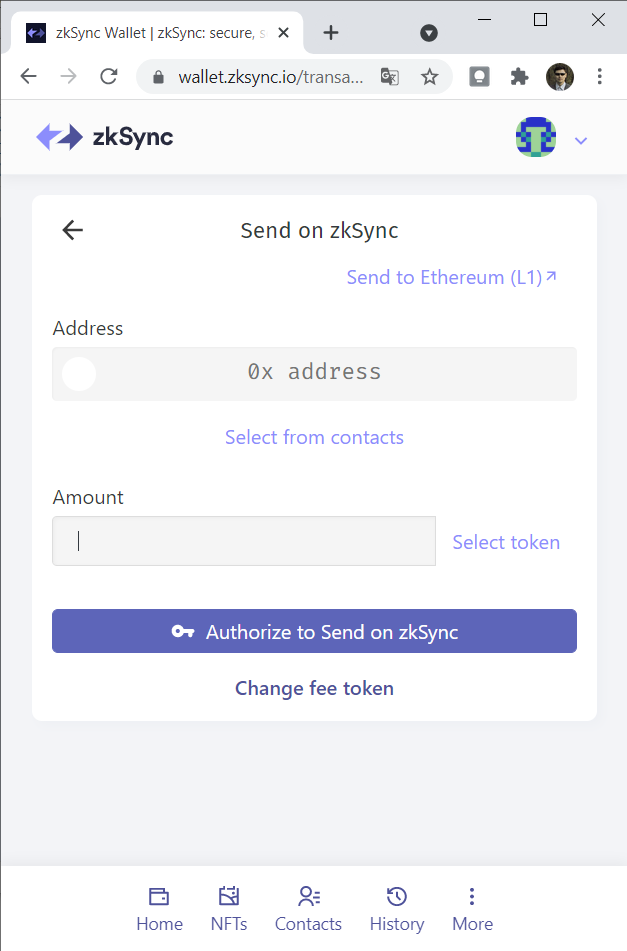 zkSync Wallet | zkSync: secure, s
wallet.zksync.io/transa...
zkSync
Send on zkSync
Send to Ethereum (L1)
Address
0x address
Select from contacts
Amount
Select token
Authorize to Send on zkSync
Change fee token
Home NFTs Contacts History More